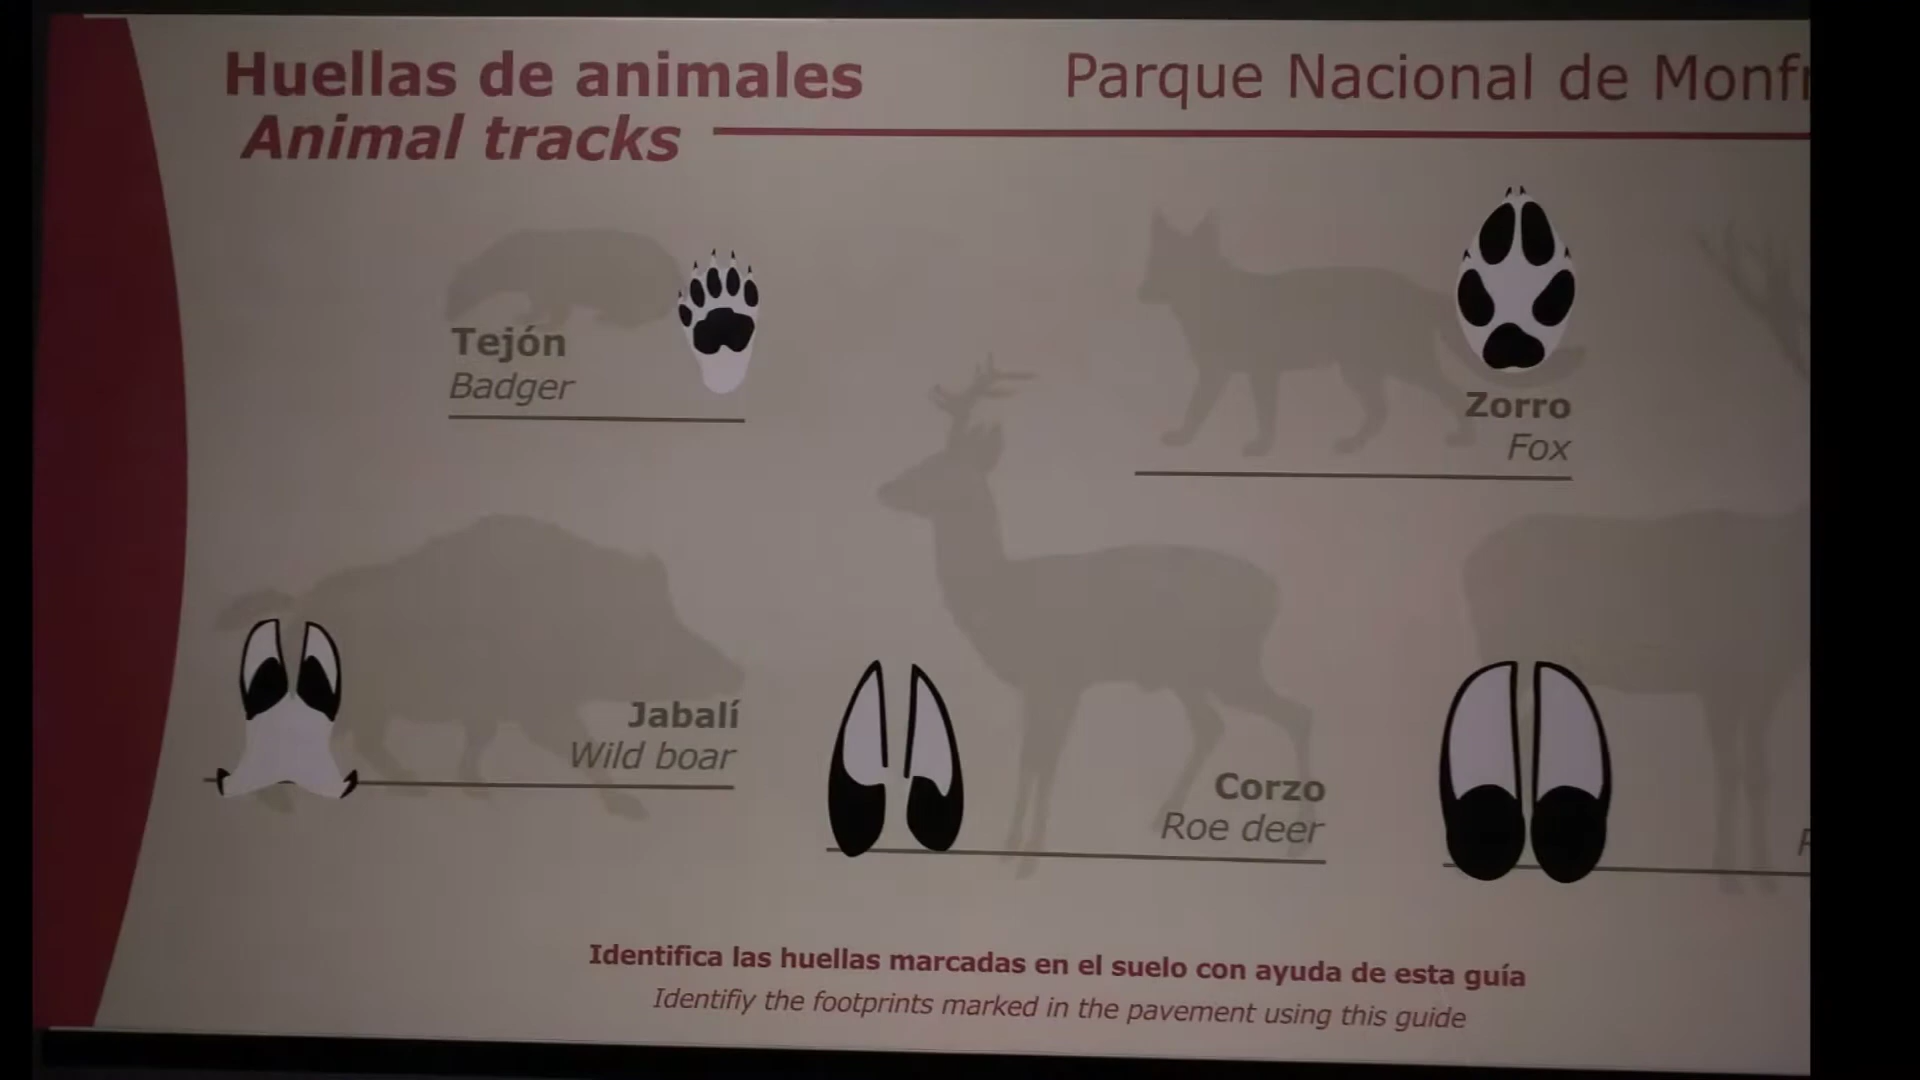 Huellas de animales
Animal tracks
Parque Nacional de Monfr
Tejón
Badger
Zorro
Fox
Jabalí
Wild boar
Corzo
Roe deer
Identifica las huellas marcadas en el suelo con ayuda de esta guía
Identifiy the footprints marked in the pavement using this guide